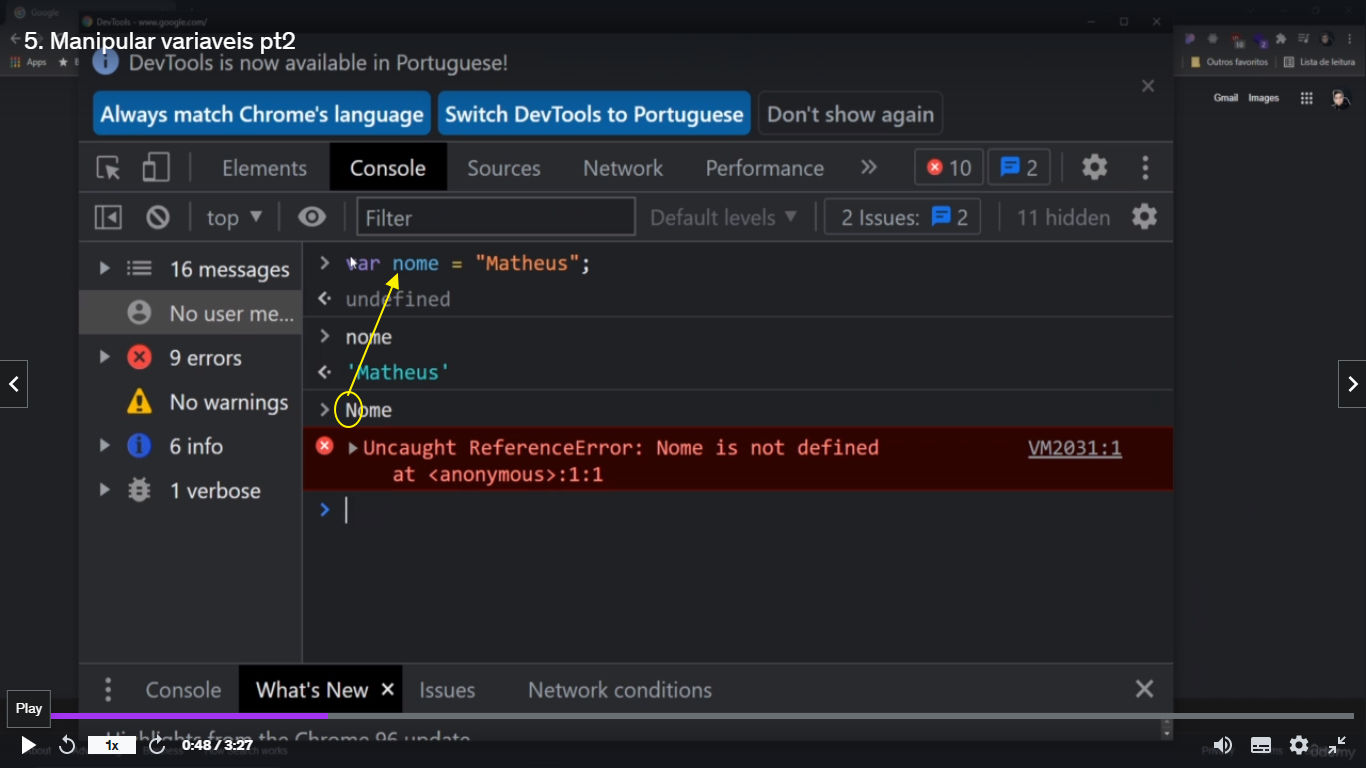 Google
DevTools - www.google.com/
5. Manipular variaveis pt2
Apps
Outros favoritos
Lista de leitura
DevTools is now available in Portuguese!
Always match Chrome's language
Switch DevTools to Portuguese
Don't show again
Gmail Images
Elements Console Sources Network Performance » 10 2
top Filter Default levels 2 Issues: 2 11 hidden
16 messages
No user me...
9 errors
No warnings
6 info
1 verbose
> var nome = "Matheus";
undefined
> nome
'Matheus'
> Nome
Uncaught ReferenceError: Nome is not defined
at <anonymous>:1:1
VM2031:1
>
Console What's New Issues Network conditions
Play
Highlights from the Chrome 96 update
1x 0:48 / 3:27
udemy